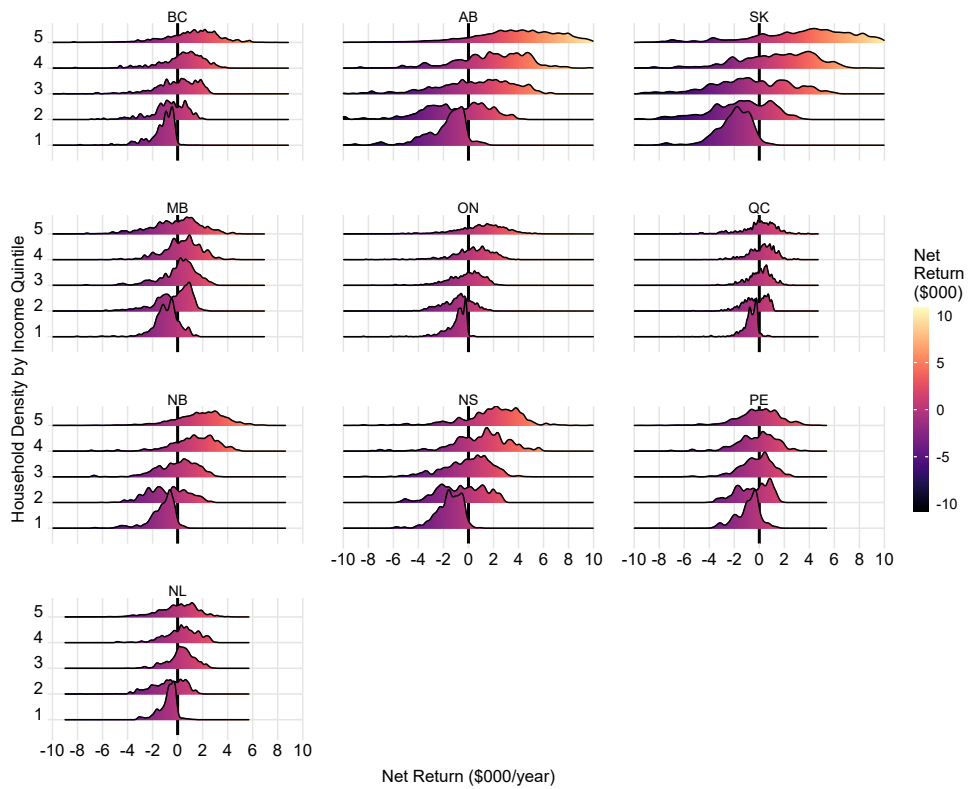 BC AB SK
5
4
3
2
1
MB ON QC
5
4
3
2
1
Household Density by Income Quintile
Net
Return
($000)
10
5
0
-5
-10
NB NS PE
5
4
3
2
1
-10 -8 -6 -4 -2 0 2 4 6 8 10 -10 -8 -6 -4 -2 0 2 4 6 8 10
NL
5
4
3
2
1
-10 -8 -6 -4 -2 0 2 4 6 8 10
Net Return ($000/year)